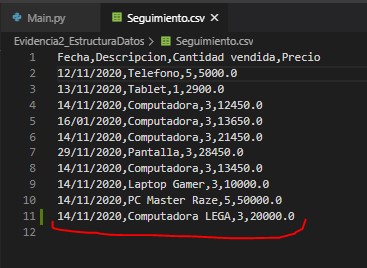 Main.py
Seguimiento.csv
Evidencia2_EstructuraDatos > Seguimiento.csv
1 Fecha,Descripcion,Cantidad vendida,Precio
2 12/11/2020,Telefono,5,5000.0
3 13/11/2020,Tablet,1,2900.0
4 14/11/2020,Computadora,3,12450.0
5 16/01/2020,Computadora,3,13650.0
6 14/11/2020,Computadora,3,21450.0
7 29/11/2020,Pantalla,3,28450.0
8 14/11/2020,Computadora,3,13450.0
9 14/11/2020,Laptop Gamer,3,10000.0
10 14/11/2020,PC Master Raze,5,50000.0
11 14/11/2020,Computadora LEGA,3,20000.0
12